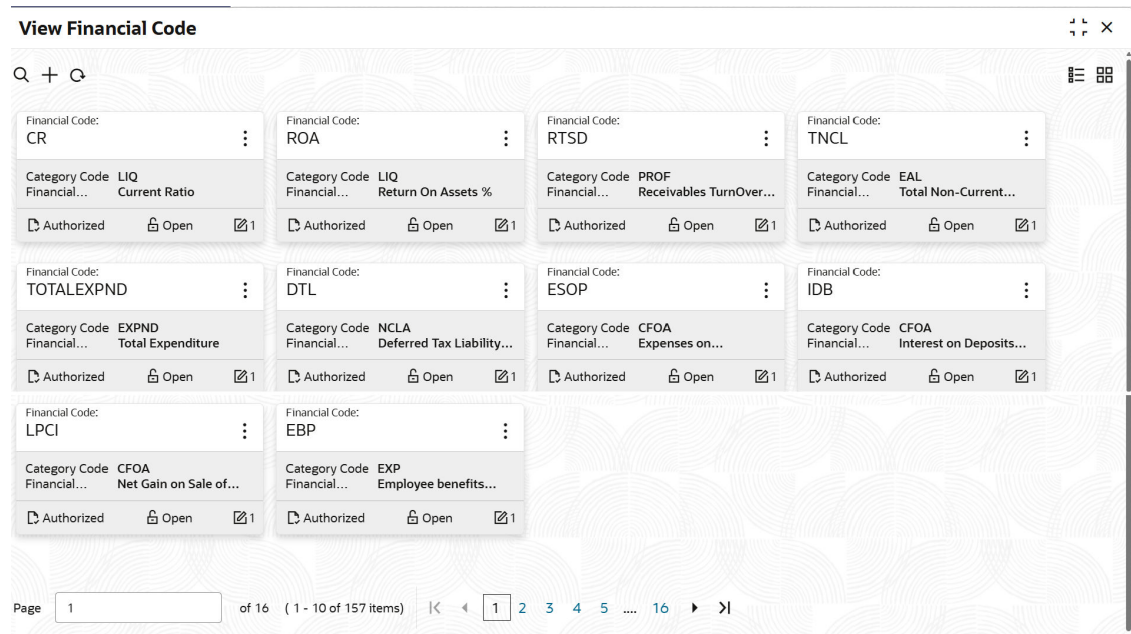 View Financial Code
Financial Code: Financial Code: Financial Code: Financial Code:
CR ROA RTSD TNCL
Category Code LIQ Category Code LIQ Category Code PROF Category Code EAL
Financial... Current Ratio Financial... Return On Assets % Financial... Receivables TurnOver... Financial... Total Non-Current...
Authorized Open 1 Authorized Open 1 Authorized Open 1 Authorized Open 1
Financial Code: Financial Code: Financial Code: Financial Code:
TOTALEXPND DTL ESOP IDB
Category Code EXPND Category Code NCLA Category Code CFOA Category Code CFOA
Financial... Total Expenditure Financial... Deferred Tax Liability... Financial... Expenses on... Financial... Interest on Deposits...
Authorized Open 1 Authorized Open 1 Authorized Open 1 Authorized Open 1
Financial Code: Financial Code:
LPCI EBP
Category Code CFOA Category Code EXP
Financial... Net Gain on Sale of... Financial... Employee benefits...
Authorized Open 1 Authorized Open 1
Page 1 of 16 ( 1 - 10 of 157 items) 1 2 3 4 5 .... 16